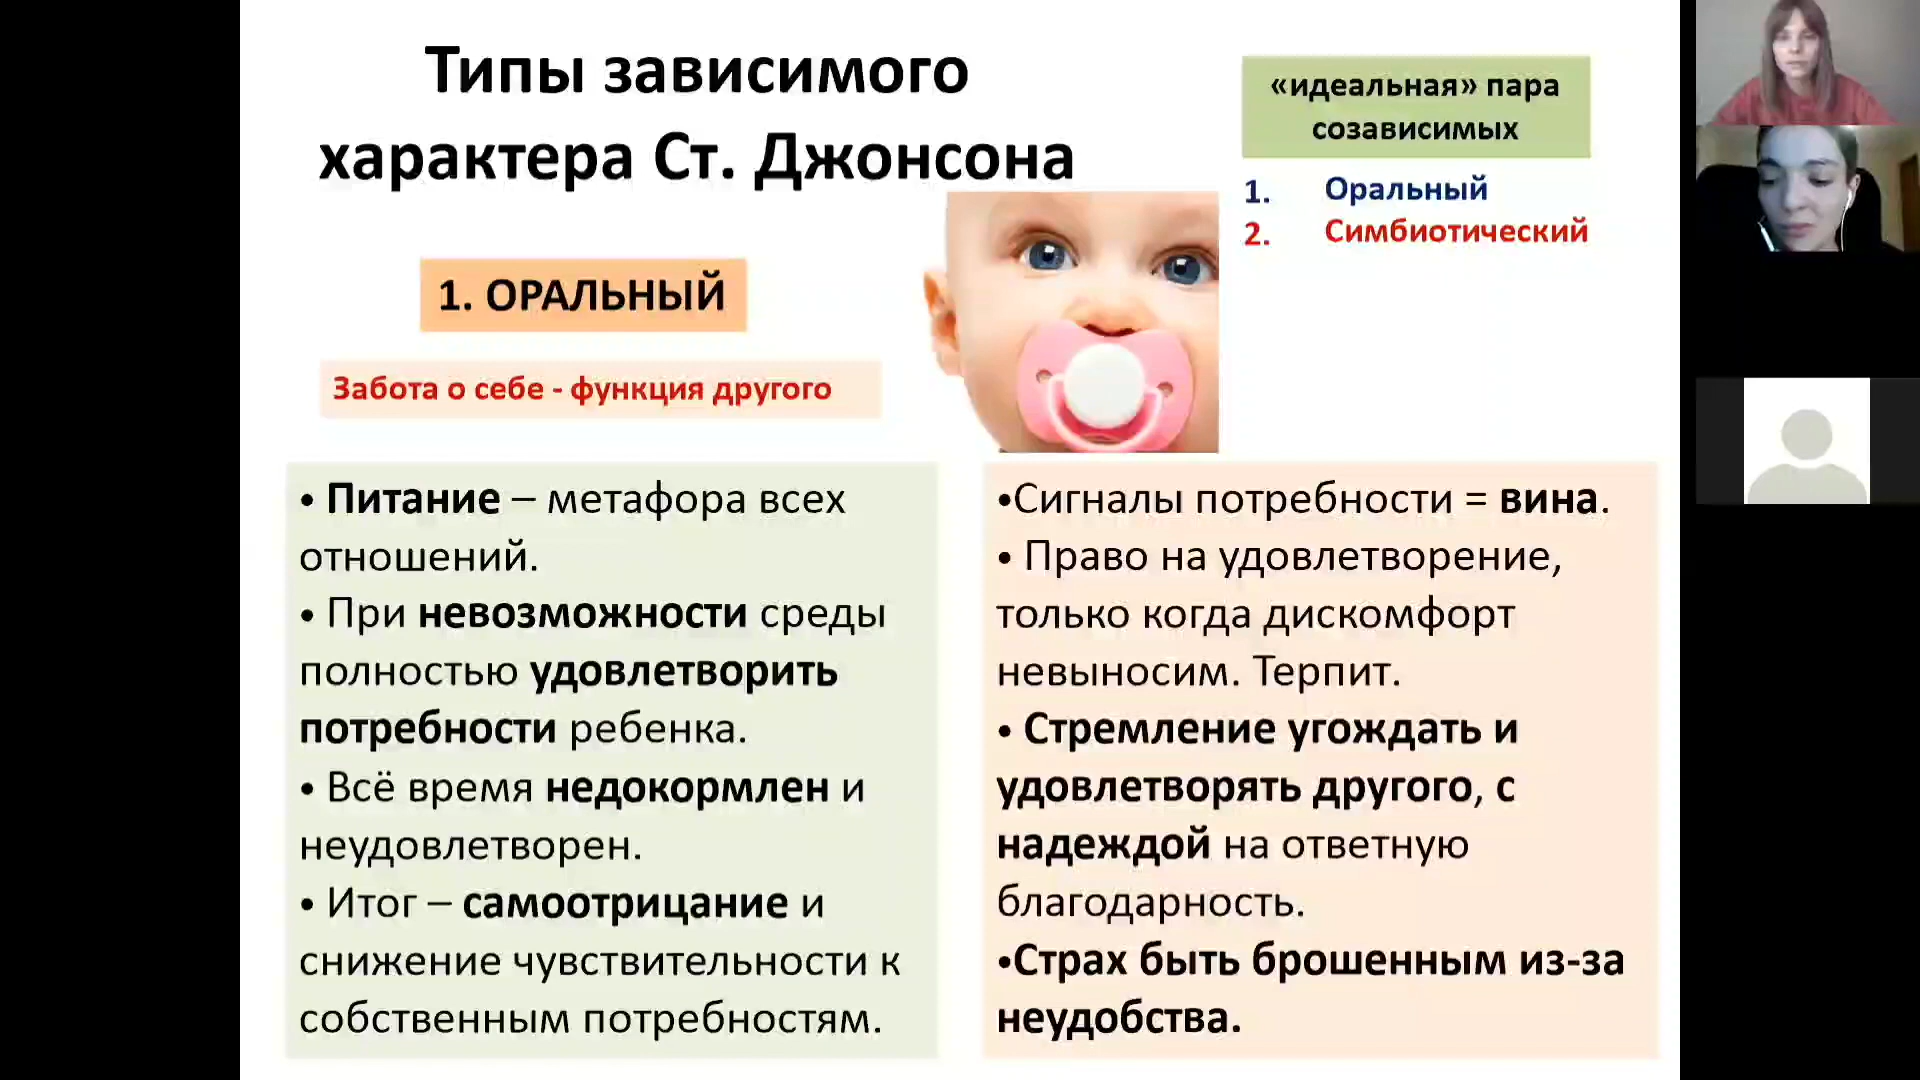 Типы зависимого
характера Ст. Джонсона
«идеальная» пара
созависимых
1. Оральный
2. Симбиотический
1. ОРАЛЬНЫЙ
Забота о себе - функция другого
• Питание – метафора всех
отношений.
• При невозможности среды
полностью удовлетворить
потребности ребенка.
• Всё время недокормлен и
неудовлетворен.
• Итог – самоотрицание и
снижение чувствительности к
собственным потребностям.
•Сигналы потребности = вина.
• Право на удовлетворение,
только когда дискомфорт
невыносим. Терпит.
• Стремление угождать и
удовлетворять другого, с
надеждой на ответную
благодарность.
•Страх быть брошенным из-за
неудобства.